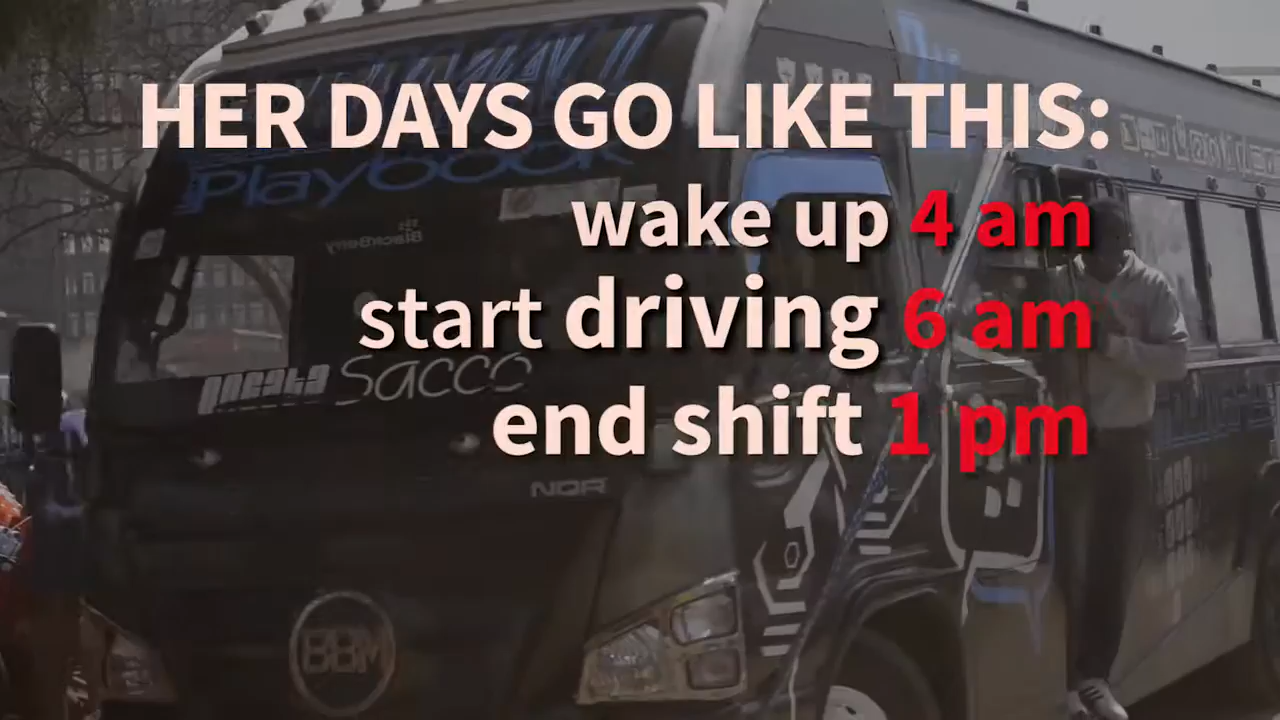 HER DAYS GO LIKE THIS:
Playbook
wake up 4 am
BlackBerry
start driving 6 am
Sacco
end shift 1 pm
NQR
BBM